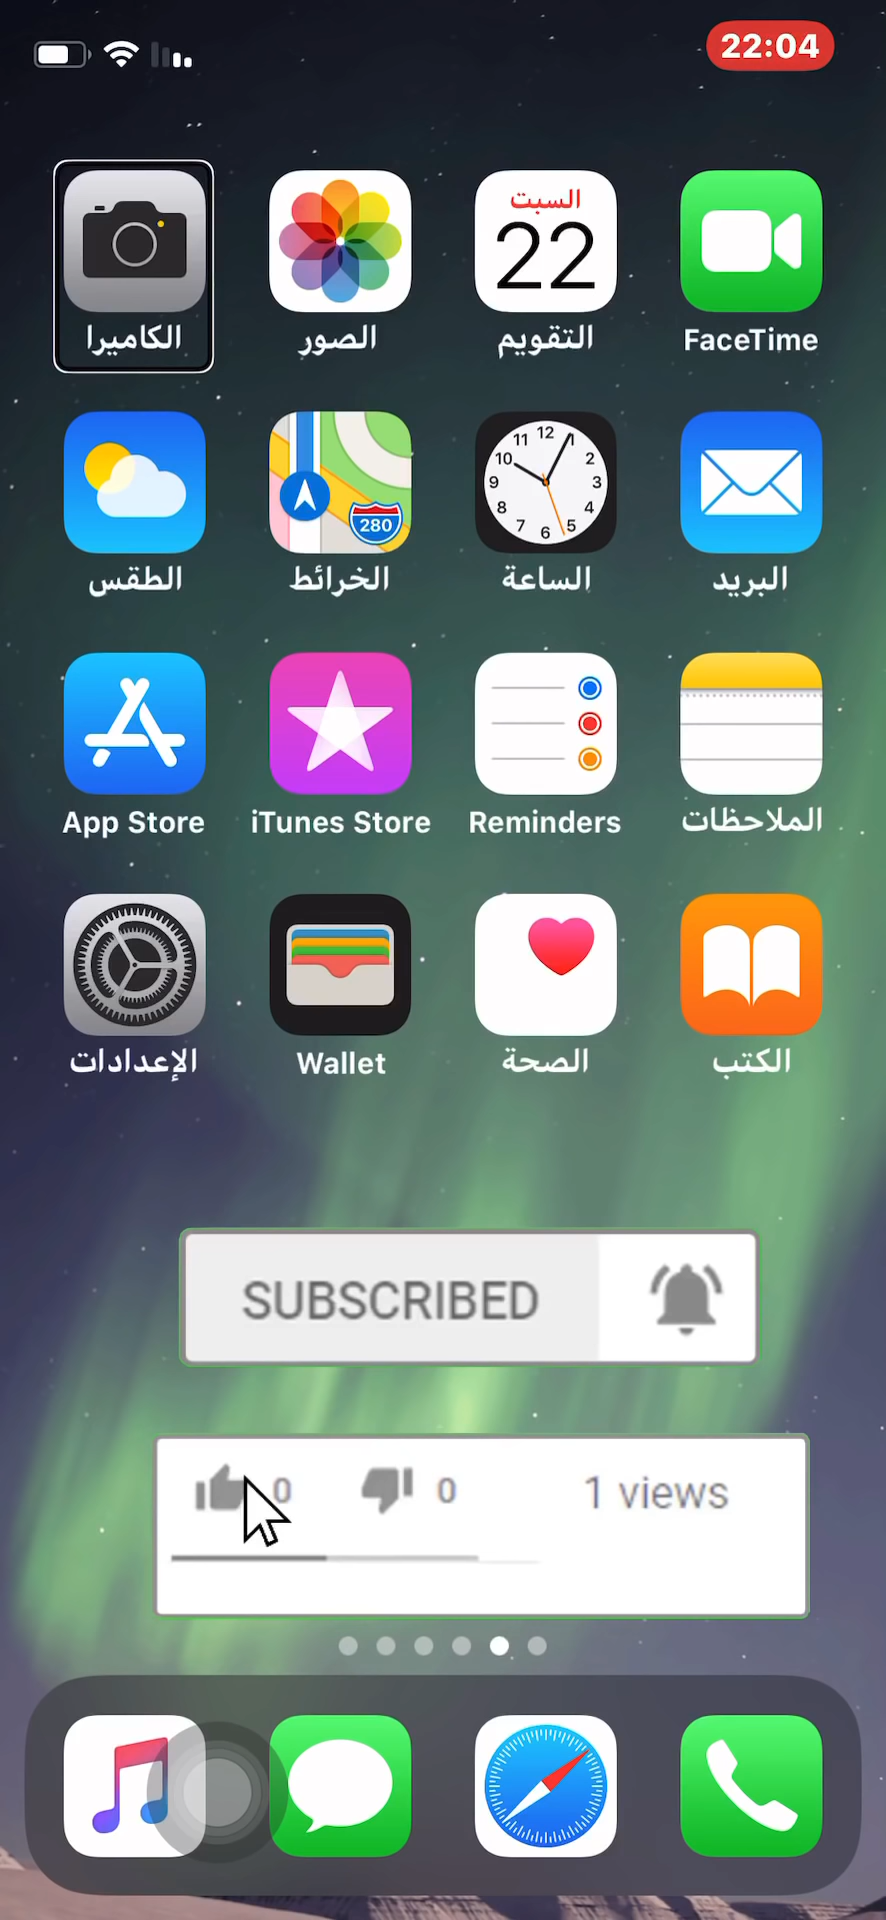 22:04
السبت
22
FaceTime
التقويم
الصور
الكاميرا
12
11
1
10
2
9
3
8
4
7
5
6
280
البريد
الساعة
الخرائط
الطقس
الملاحظات
Reminders
iTunes Store
App Store
الكتب
الصحة
Wallet
الإعدادات
SUBSCRIBED
0
0
1 views